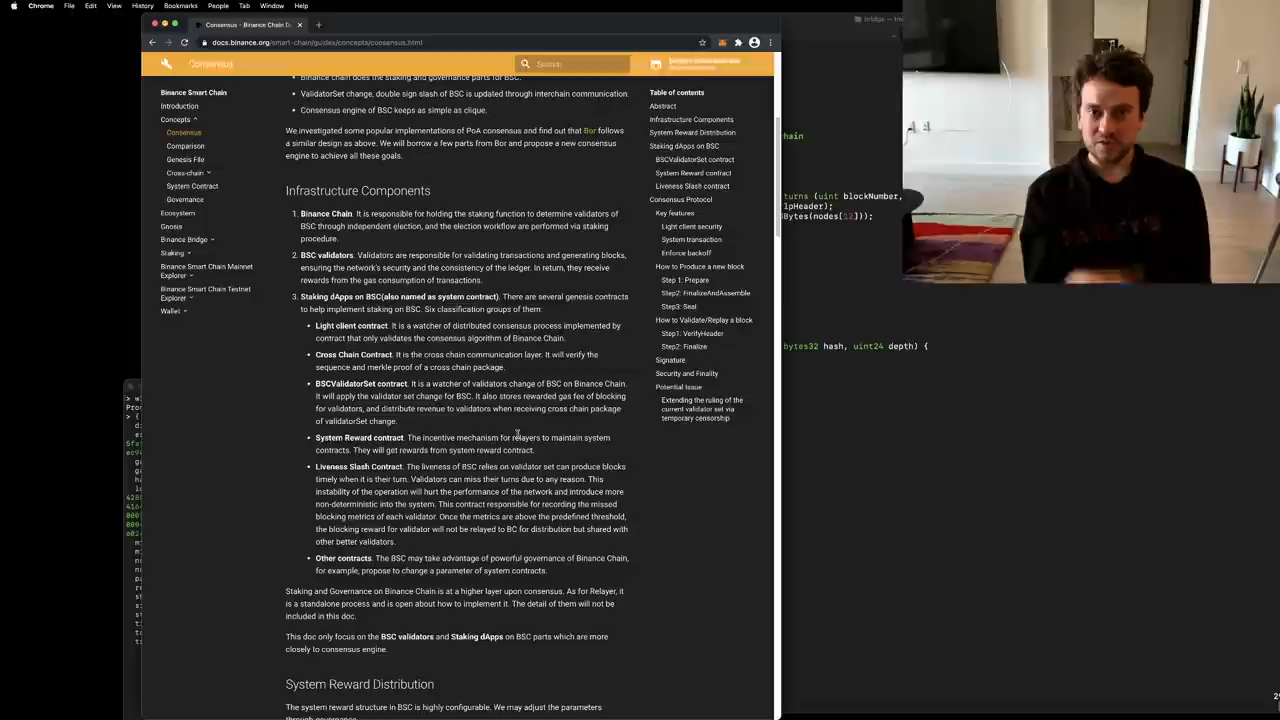 Chrome File Edit View History Bookmarks People Tab Window Help
Consensus - Binance Chain D
docs.binance.org/smart-chain/guides/concepts/consensus.html
bridge
Consensus
Search
Binance Smart Chain
Introduction
Concepts
Consensus
Comparison
Genesis File
Cross-chain
System Contract
Governance
Ecosystem
Gnosis
Binance Bridge
Staking
Binance Smart Chain Mainnet
Explorer
Binance Smart Chain Testnet
Explorer
Wallet
Binance chain does the staking and governance parts for BSC.
• ValidatorSet change, double sign slash of BSC is updated through interchain communication.
• Consensus engine of BSC keeps as simple as clique.
We investigated some popular implementations of PoA consensus and find out that Bor follows
a similar design as above. We will borrow a few parts from Bor and propose a new consensus
engine to achieve all these goals.
Infrastructure Components
1. Binance Chain. It is responsible for holding the staking function to determine validators of
BSC through independent election, and the election workflow are performed via staking
procedure.
2. BSC validators. Validators are responsible for validating transactions and generating blocks,
ensuring the network's security and the consistency of the ledger. In return, they receive
rewards from the gas consumption of transactions.
3. Staking dApps on BSC(also named as system contract). There are several genesis contracts
to help implement staking on BSC. Six classification groups of them:
• Light client contract. It is a watcher of distributed consensus process implemented by
contract that only validates the consensus algorithm of Binance Chain.
• Cross Chain Contract. It is the cross chain communication layer. It will verify the
sequence and merkle proof of a cross chain package.
• BSCValidatorSet contract. It is a watcher of validators change of BSC on Binance Chain.
It will apply the validator set change for BSC. It also stores rewarded gas fee of blocking
for validators, and distribute revenue to validators when receiving cross chain package
of validatorSet change.
• System Reward contract. The incentive mechanism for relayers to maintain system
contracts. They will get rewards from system reward contract.
• Liveness Slash Contract. The liveness of BSC relies on validator set can produce blocks
timely when it is their turn. Validators can miss their turns due to any reason. This
instability of the operation will hurt the performance of the network and introduce more
non-deterministic into the system. This contract responsible for recording the missed
blocking metrics of each validator. Once the metrics are above the predefined threshold,
the blocking reward for validator will not be relayed to BC for distribution but shared with
other better validators.
• Other contracts. The BSC may take advantage of powerful governance of Binance Chain,
for example, propose to change a parameter of system contracts.
Staking and Governance on Binance Chain is at a higher layer upon consensus. As for Relayer, it
is a standalone process and is open about how to implement it. The detail of them will not be
included in this doc.
This doc only focus on the BSC validators and Staking dApps on BSC parts which are more
closely to consensus engine.
System Reward Distribution
The system reward structure in BSC is highly configurable. We may adjust the parameters
through governance.
Table of contents
Abstract
Infrastructure Components
System Reward Distribution
Staking dApps on BSC
BSCValidatorSet contract
System Reward contract
Liveness Slash contract
Consensus Protocol
Key features
Light client security
System transaction
Enforce backoff
How to Produce a new block
Step 1: Prepare
Step2: FinalizeAndAssemble
Step3: Seal
How to Validate/Replay a block
Step1: VerifyHeader
Step2: Finalize
Signature
Security and Finality
Potential Issue
Extending the ruling of the
current validator set via
temporary censorship
hain
returns (uint blockNumber,
lpHeader);
dBytes(nodes[12]));
bytes32 hash, uint24 depth) {